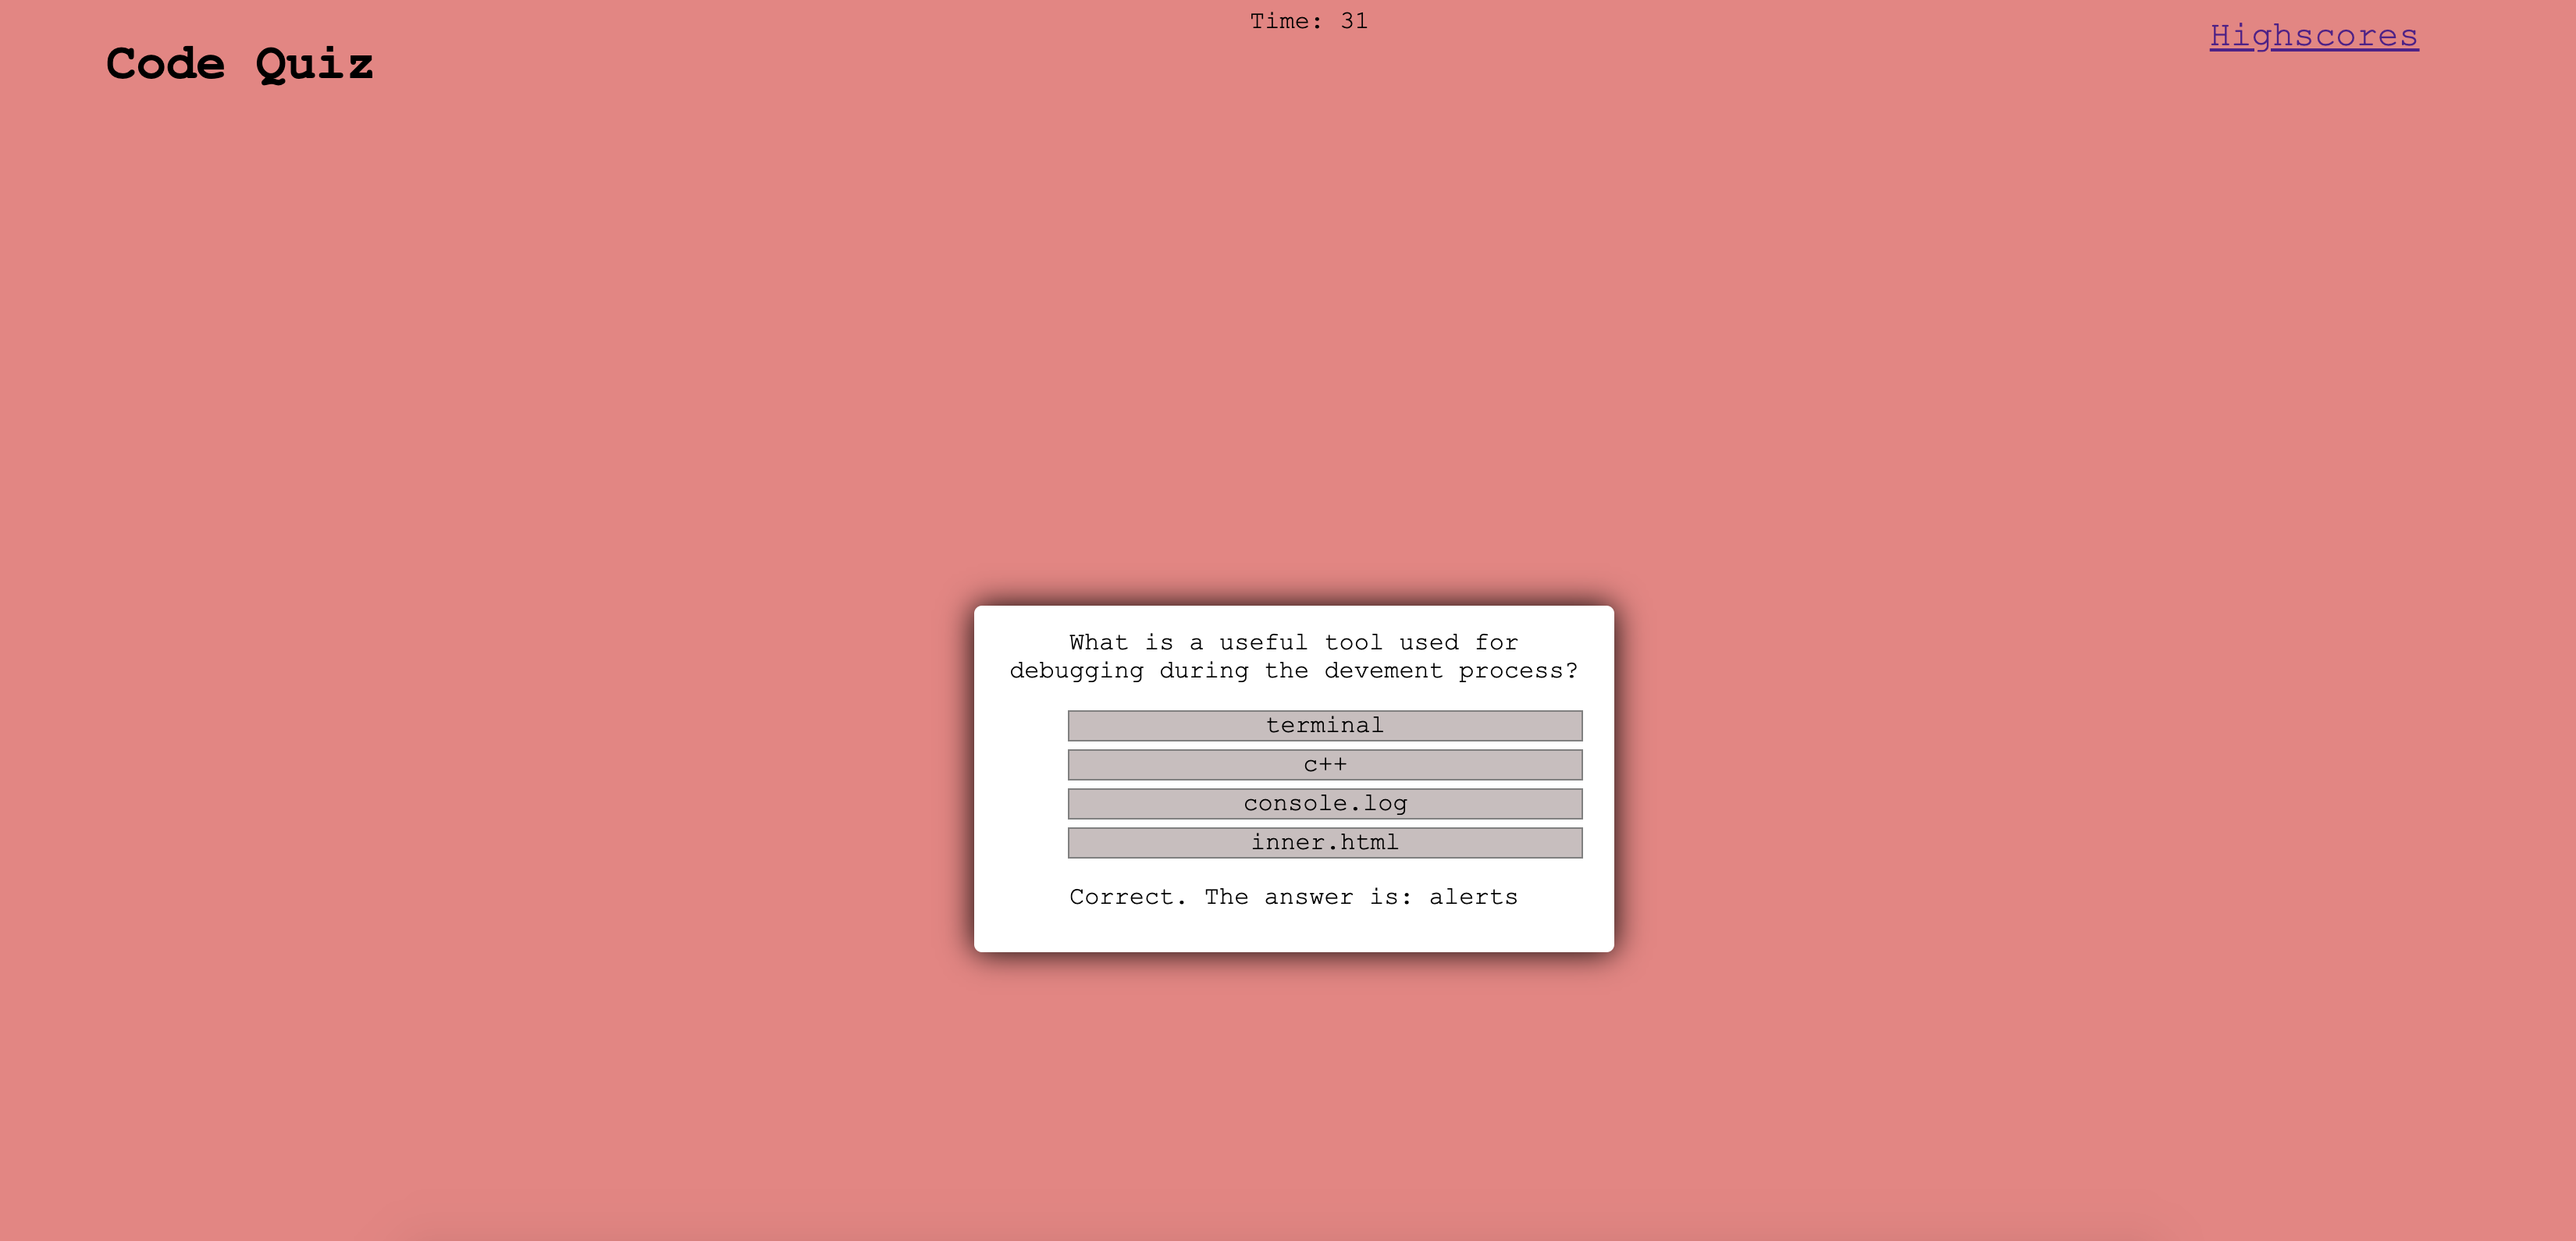 Time: 31
Highscores
Code Quiz
What is a useful tool used for
debugging during the devement process?
terminal
c++
console.log
inner.html
Correct. The answer is: alerts